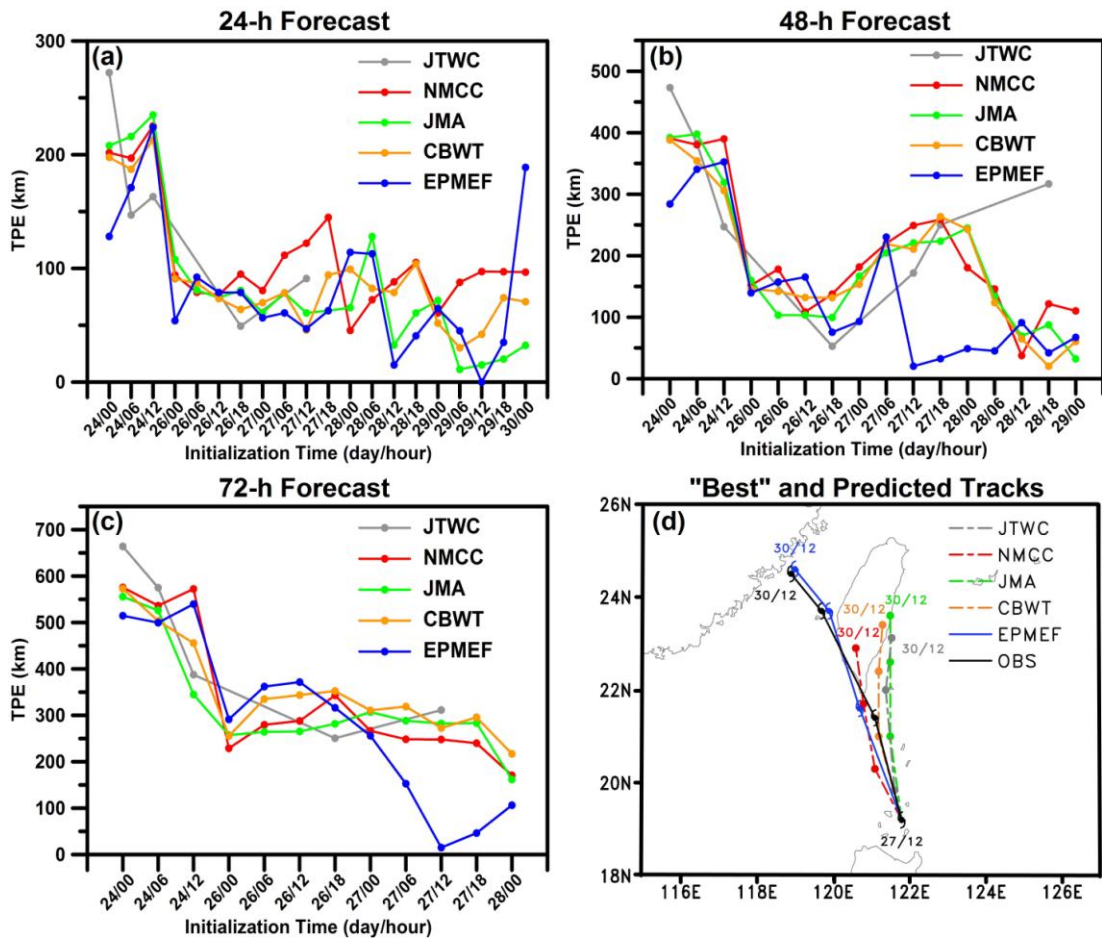 24-h Forecast
(a)
JTWC
NMCC
JMA
CBWT
EPMEF
300
200
100
0
TPE (km)
24/00
24/06
24/12
26/00
26/06
26/12
26/18
27/00
27/06
27/12
27/18
28/00
28/06
28/12
28/18
29/00
29/06
29/12
29/18
30/00
Initialization Time (day/hour)
48-h Forecast
(b)
JTWC
NMCC
JMA
CBWT
EPMEF
500
400
300
200
100
0
TPE (km)
24/00
24/06
24/12
26/00
26/06
26/12
26/18
27/00
27/06
27/12
27/18
28/00
28/06
28/12
28/18
29/00
Initialization Time (day/hour)
72-h Forecast
(c)
JTWC
NMCC
JMA
CBWT
EPMEF
700
600
500
400
300
200
100
0
TPE (km)
24/00
24/06
24/12
26/00
26/06
26/12
26/18
27/00
27/06
27/12
27/18
28/00
Initialization Time (day/hour)
"Best" and Predicted Tracks
(d)
JTWC
NMCC
JMA
CBWT
EPMEF
OBS
26N
24N
22N
20N
18N
30/12
30/12
30/12
30/12
30/12
30/12
27/12
116E
118E
120E
122E
124E
126E